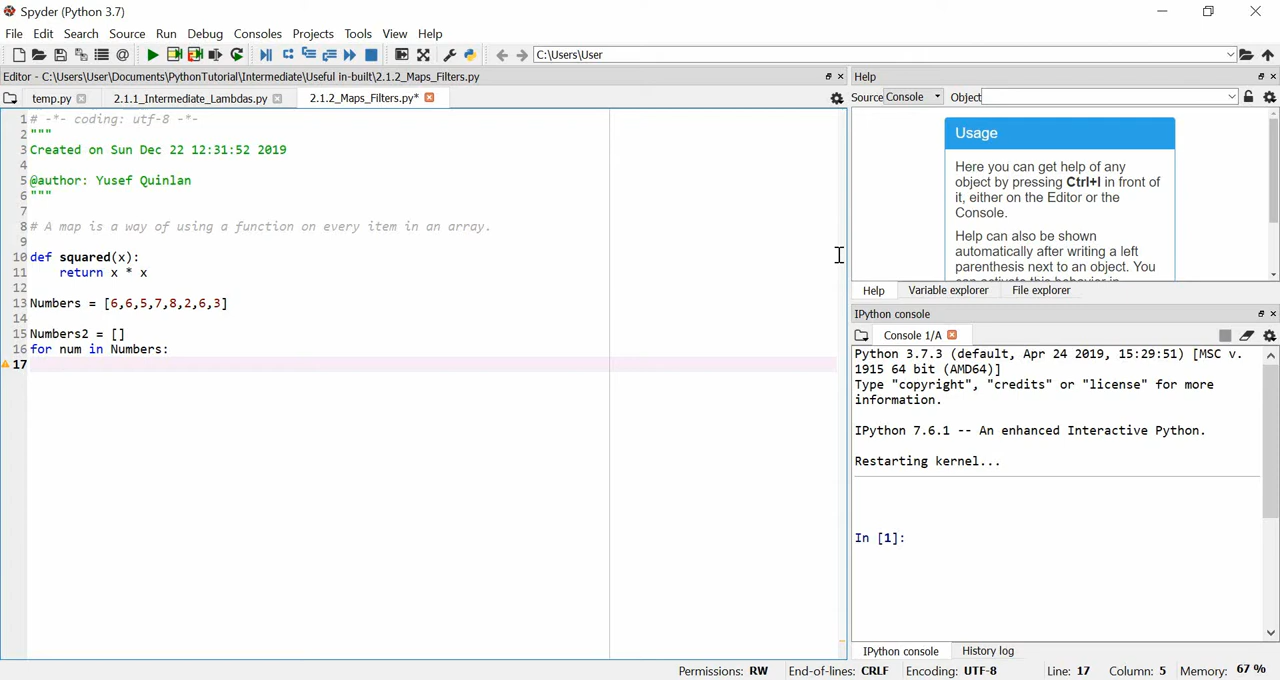 Spyder (Python 3.7)
File Edit Search Source Run Debug Consoles Projects Tools View Help
C:\Users\User
Editor - C:\Users\User\Documents\PythonTutorial\Intermediate\Useful in-built\2.1.2_Maps_Filters.py
temp.py 2.1.1_Intermediate_Lambdas.py 2.1.2_Maps_Filters.py*
1 # -*- coding: utf-8 -*-
2 """
3 Created on Sun Dec 22 12:31:52 2019
4
5 @author: Yusef Quinlan
6 """
7
8 # A map is a way of using a function on every item in an array.
9
10 def squared(x):
11     return x * x
12
13 Numbers = [6,6,5,7,8,2,6,3]
14
15 Numbers2 = []
16 for num in Numbers:
17
Help
Source Console Object
Usage
Here you can get help of any
object by pressing Ctrl+I in front of
it, either on the Editor or the
Console.
Help can also be shown
automatically after writing a left
parenthesis next to an object. You
can activate this behavior in
Help Variable explorer File explorer
IPython console
Console 1/A
Python 3.7.3 (default, Apr 24 2019, 15:29:51) [MSC v.
1915 64 bit (AMD64)]
Type "copyright", "credits" or "license" for more
information.
IPython 7.6.1 -- An enhanced Interactive Python.
Restarting kernel...
In [1]:
IPython console History log
Permissions: RW End-of-lines: CRLF Encoding: UTF-8 Line: 17 Column: 5 Memory: 67 %